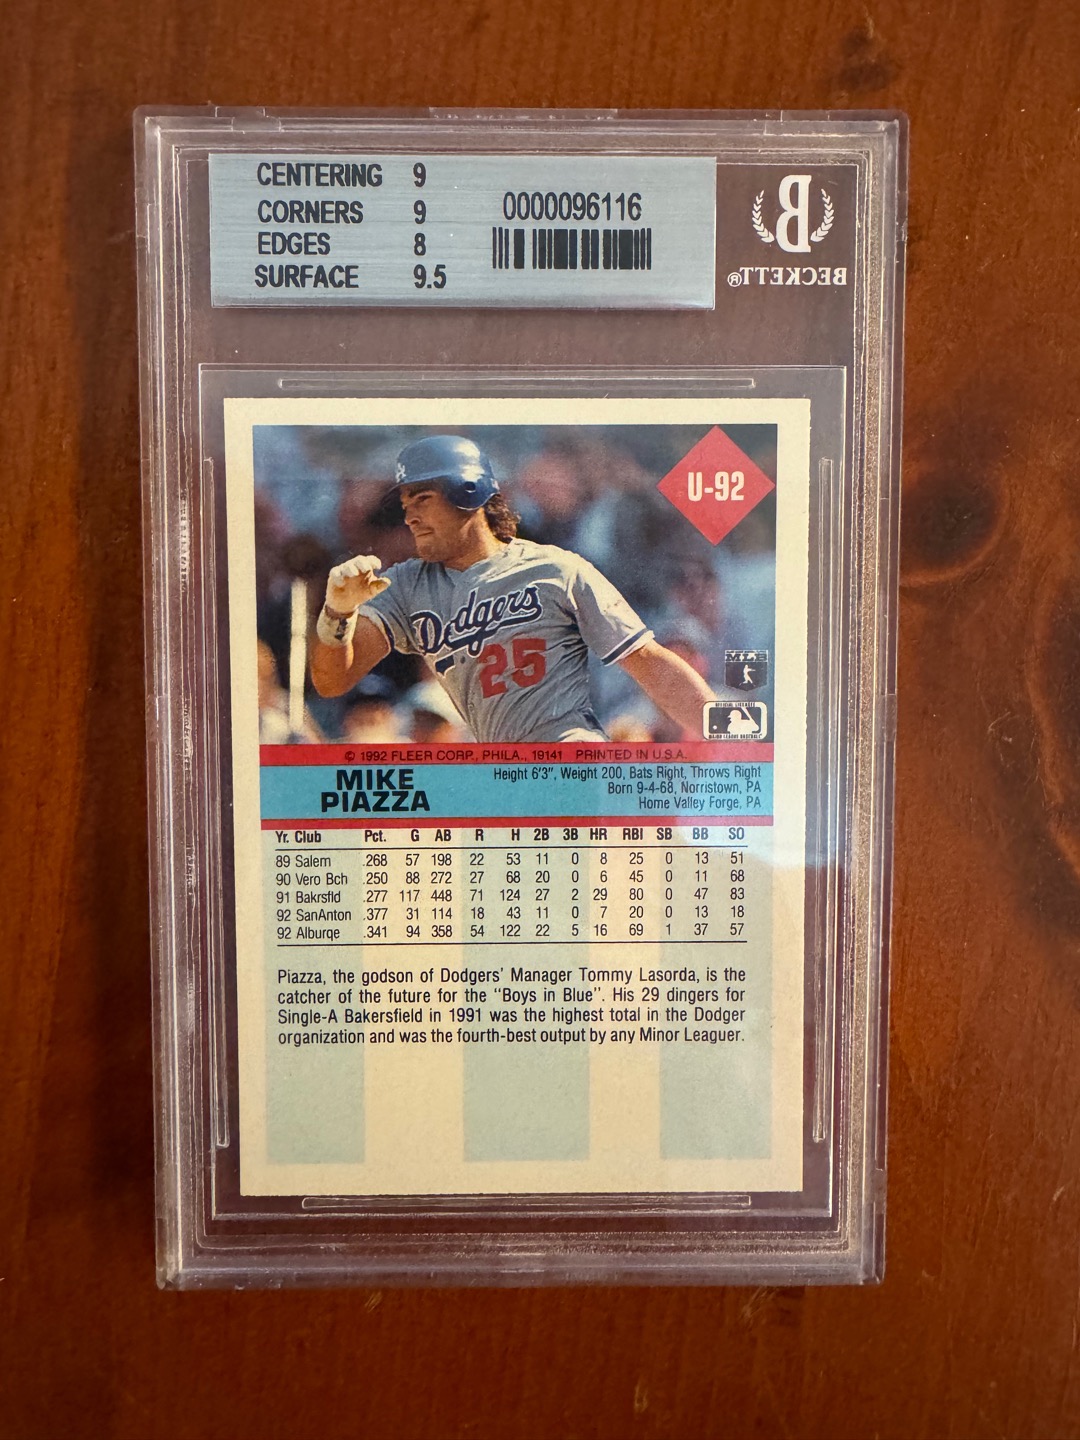 CENTERING 9
CORNERS 9
EDGES 8
SURFACE 9.5
0000096116
B
BECKETT®
U-92
Dodgers
25
MLB
OFFICIAL LICENSEE
MAJOR LEAGUE BASEBALL
© 1992 FLEER CORP., PHILA., 19141 PRINTED IN U.S.A.
MIKE
PIAZZA
Height 6'3", Weight 200, Bats Right, Throws Right
Born 9-4-68, Norristown, PA
Home Valley Forge, PA
Yr. Club Pct. G AB R H 2B 3B HR RBI SB BB SO
89 Salem .268 57 198 22 53 11 0 8 25 0 13 51
90 Vero Bch .250 88 272 27 68 20 0 6 45 0 11 68
91 Bakrsfld .277 117 448 71 124 27 2 29 80 0 47 83
92 SanAnton .377 31 114 18 43 11 0 7 20 0 13 18
92 Alburqe .341 94 358 54 122 22 5 16 69 1 37 57
Piazza, the godson of Dodgers' Manager Tommy Lasorda, is the
catcher of the future for the "Boys in Blue". His 29 dingers for
Single-A Bakersfield in 1991 was the highest total in the Dodger
organization and was the fourth-best output by any Minor Leaguer.